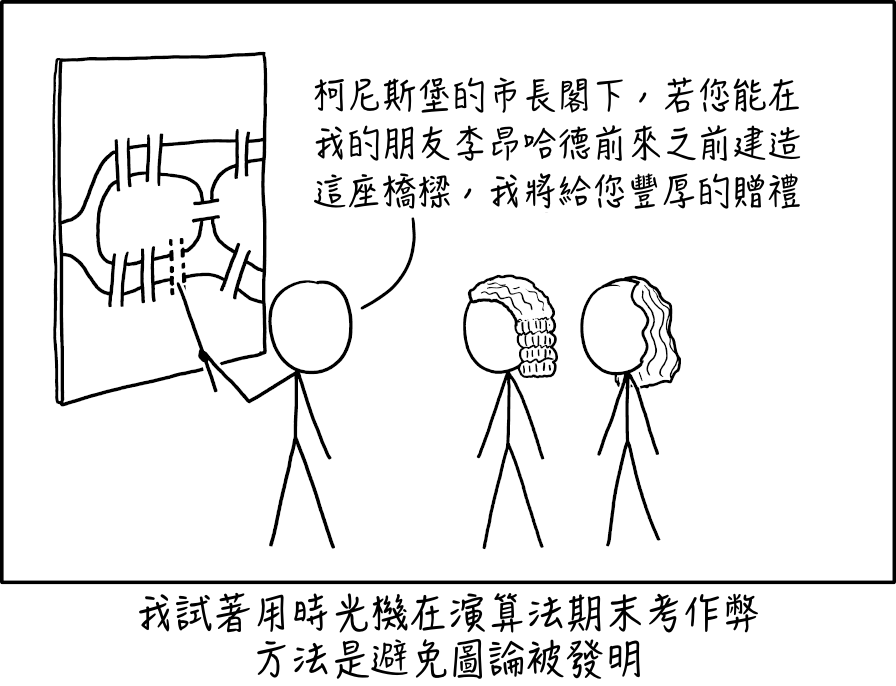 柯尼斯堡的市長閣下，若您能在
我的朋友李昂哈德前來之前建造
這座橋樑，我將給您豐厚的贈禮
我試著用時光機在演算法期末考作弊
方法是避免圖論被發明